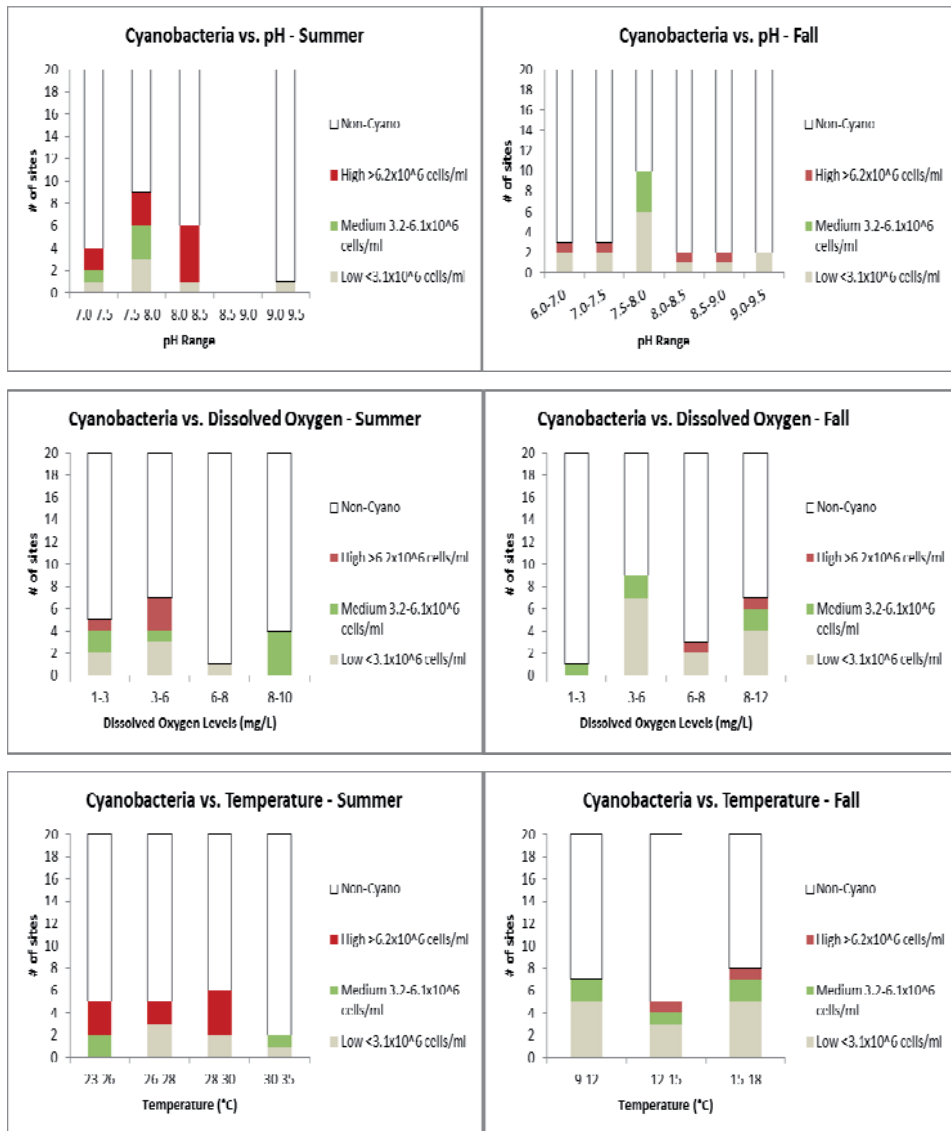 Cyanobacteria vs. pH - Summer
# of sites
20
18
16
14
12
10
8
6
4
2
0
7.0 7.5
7.5 8.0
8.0 8.5
8.5 9.0
9.0 9.5
pH Range
Non-Cyano
High >6.2x10^6 cells/ml
Medium 3.2-6.1x10^6
cells/ml
Low <3.1x10^6 cells/ml
Cyanobacteria vs. pH - Fall
# of sites
20
18
16
14
12
10
8
6
4
2
0
6.0-7.0
7.0-7.5
7.5-8.0
8.0-8.5
8.5-9.0
9.0-9.5
pH Range
Non-Cyano
High >6.2x10^6 cells/ml
Medium 3.2-6.1x10^6
cells/ml
Low <3.1x10^6 cells/ml
Cyanobacteria vs. Dissolved Oxygen - Summer
# of sites
20
18
16
14
12
10
8
6
4
2
0
1-3
3-6
6-8
8-10
Dissolved Oxygen Levels (mg/L)
Non-Cyano
High >6.2x10^6 cells/ml
Medium 3.2-6.1x10^6
cells/ml
Low <3.1x10^6 cells/ml
Cyanobacteria vs. Dissolved Oxygen - Fall
# of sites
20
18
16
14
12
10
8
6
4
2
0
1-3
3-6
6-8
8-12
Dissolved Oxygen Levels (mg/L)
Non-Cyano
High >6.2x10^6 cells/ml
Medium 3.2-6.1x10^6
cells/ml
Low <3.1x10^6 cells/ml
Cyanobacteria vs. Temperature - Summer
# of sites
20
18
16
14
12
10
8
6
4
2
0
23 26
26 28
28 30
30 35
Temperature (°C)
Non-Cyano
High >6.2x10^6 cells/ml
Medium 3.2-6.1x10^6
cells/ml
Low <3.1x10^6 cells/ml
Cyanobacteria vs. Temperature - Fall
# of sites
20
18
16
14
12
10
8
6
4
2
0
9 12
12 15
15 18
Temperature (°C)
Non-Cyano
High >6.2x10^6 cells/ml
Medium 3.2-6.1x10^6
cells/ml
Low <3.1x10^6 cells/ml